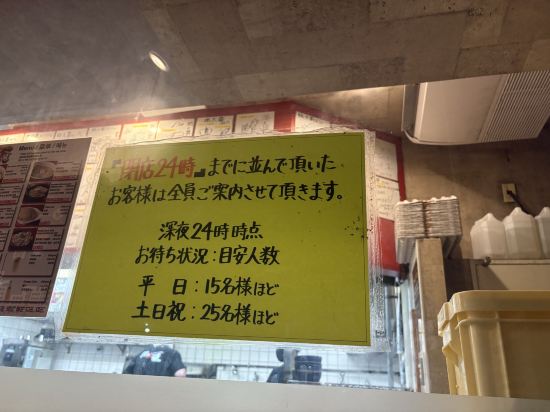 『閉店24時』までに並んで頂いた
お客様は全員ご案内させて頂きます。
深夜24時時点
お待ち状況：目安人数
平　日：15名様ほど
土日祝：25名様ほど
Menu